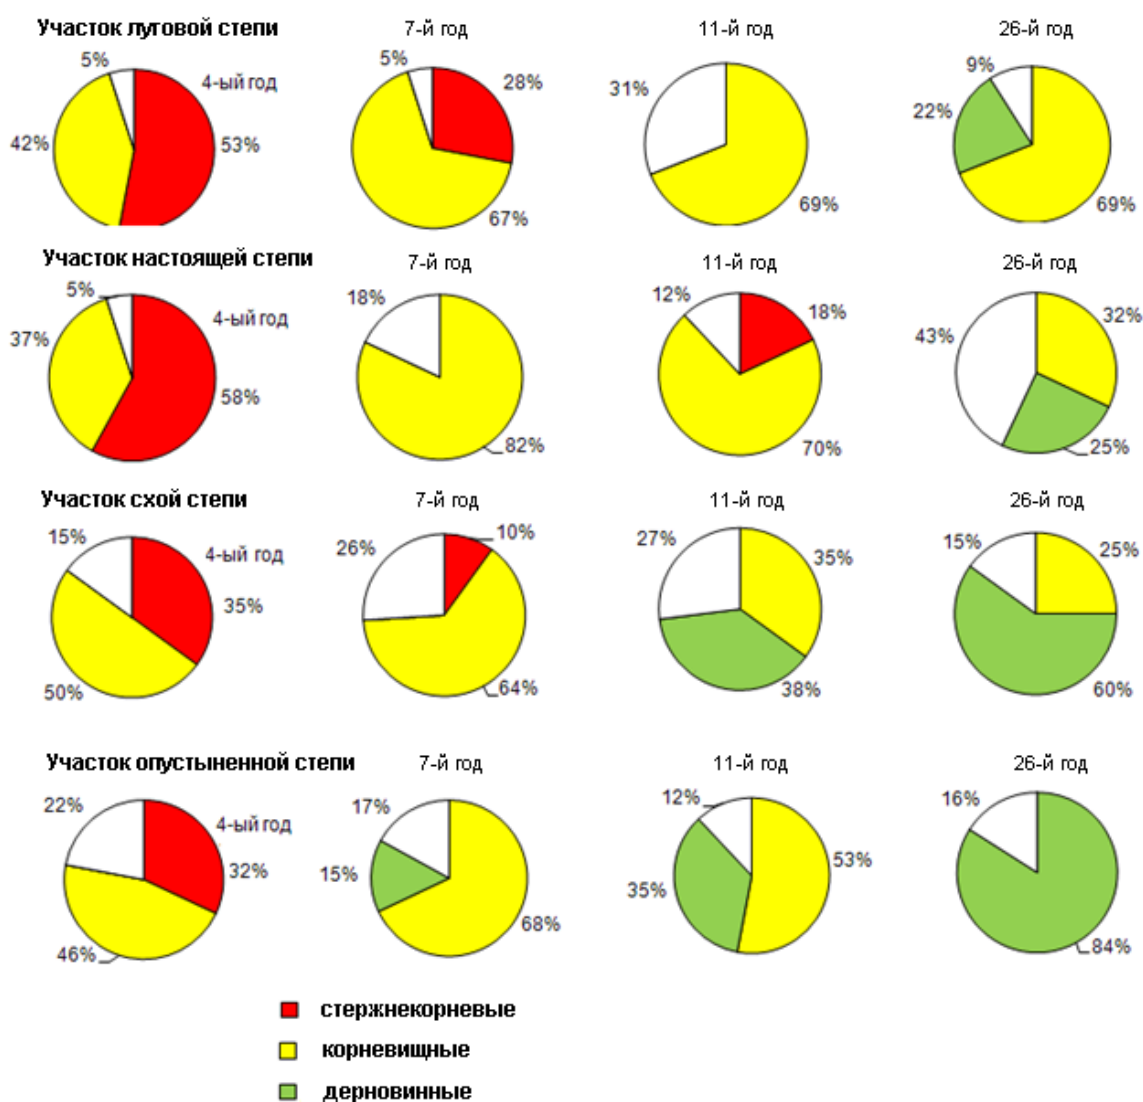 Участок луговой степи
7-й год
11-й год
26-й год
5%
4-ый год
42%
53%
5%
28%
67%
31%
69%
9%
22%
69%
Участок настоящей степи
7-й год
11-й год
26-й год
5%
4-ый год
37%
58%
18%
82%
12%
18%
70%
43%
32%
25%
Участок схой степи
7-й год
11-й год
26-й год
15%
4-ый год
35%
50%
10%
26%
64%
27%
35%
38%
15%
25%
60%
Участок опустыненной степи
7-й год
11-й год
26-й год
22%
4-ый год
32%
46%
17%
15%
68%
12%
53%
35%
16%
84%
стержнекорневые
корневищные
дерновинные